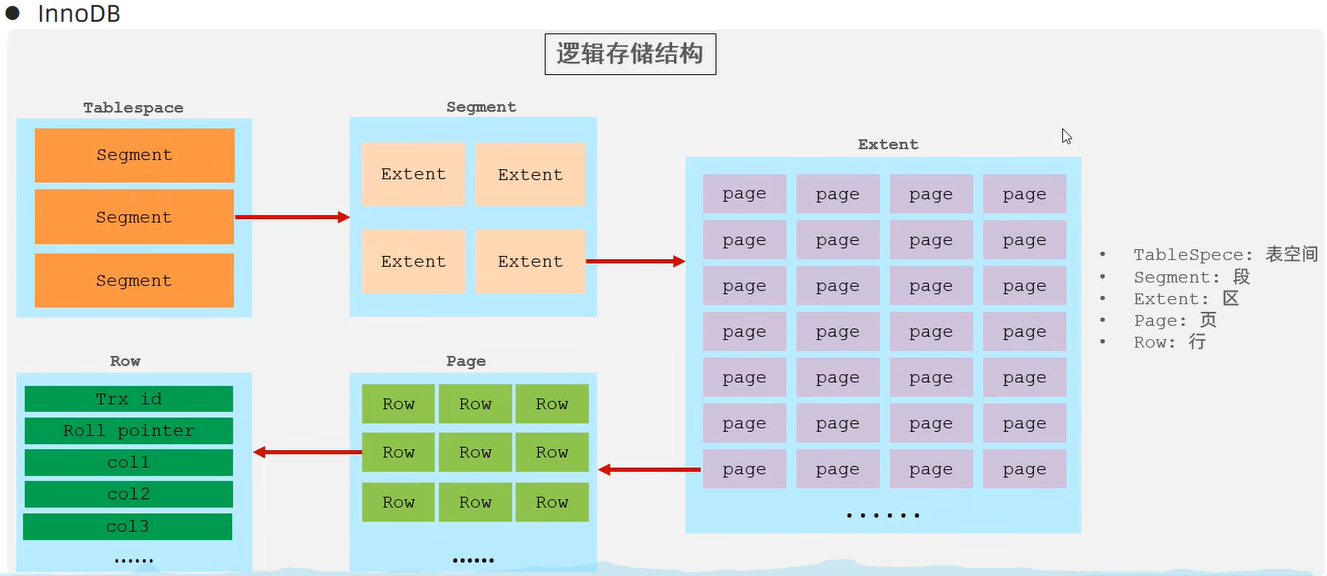 ● InnoDB
逻辑存储结构
Tablespace
Segment
Segment
Segment
Segment
Extent Extent
Extent Extent
Extent
page page page page
page page page page
page page page page
page page page page
page page page page
page page page page
page page page page
······
• TableSpece: 表空间
• Segment: 段
• Extent: 区
• Page: 页
• Row: 行
Row
Trx id
Roll pointer
col1
col2
col3
······
Page
Row Row Row
Row Row Row
Row Row Row
······